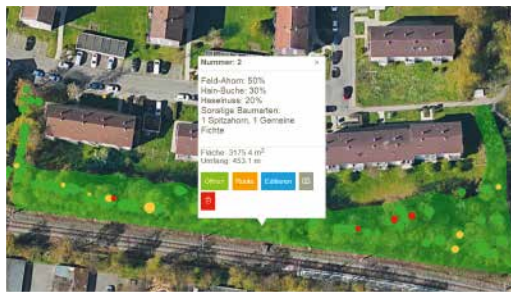 Nummer: 2
×
Feld-Ahorn: 50%
Hain-Buche: 30%
Haselnuss: 20%
Sonstige Baumarten:
1 Spitzahorn, 1 Gemeine
Fichte
Fläche: 3175.4 m²
Umfang: 453.1 m
Öffnen Route Editieren